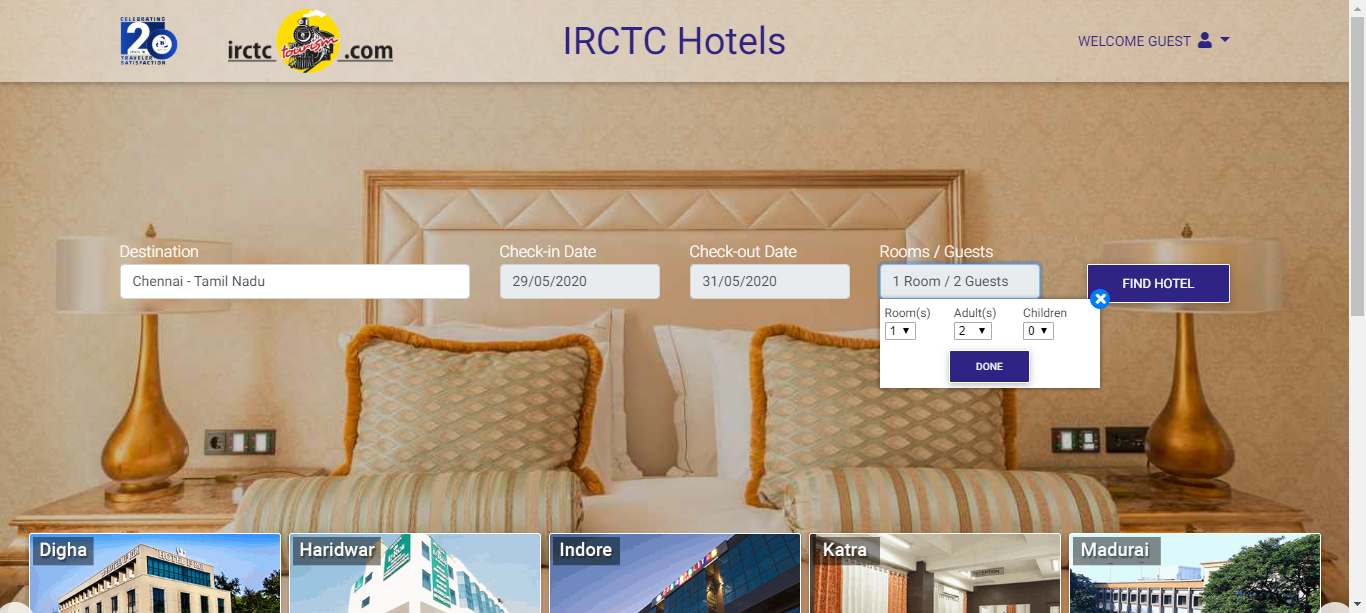 CELEBRATING
20
TRAVELER
SATISFACTION
irctc tourism .com
IRCTC Hotels
WELCOME GUEST
Destination
Check-in Date
Check-out Date
Rooms / Guests
Chennai - Tamil Nadu
29/05/2020
31/05/2020
1 Room / 2 Guests
FIND HOTEL
Room(s)
Adult(s)
Children
1
2
0
DONE
Digha
Haridwar
Indore
Katra
Madurai
RECEPTION